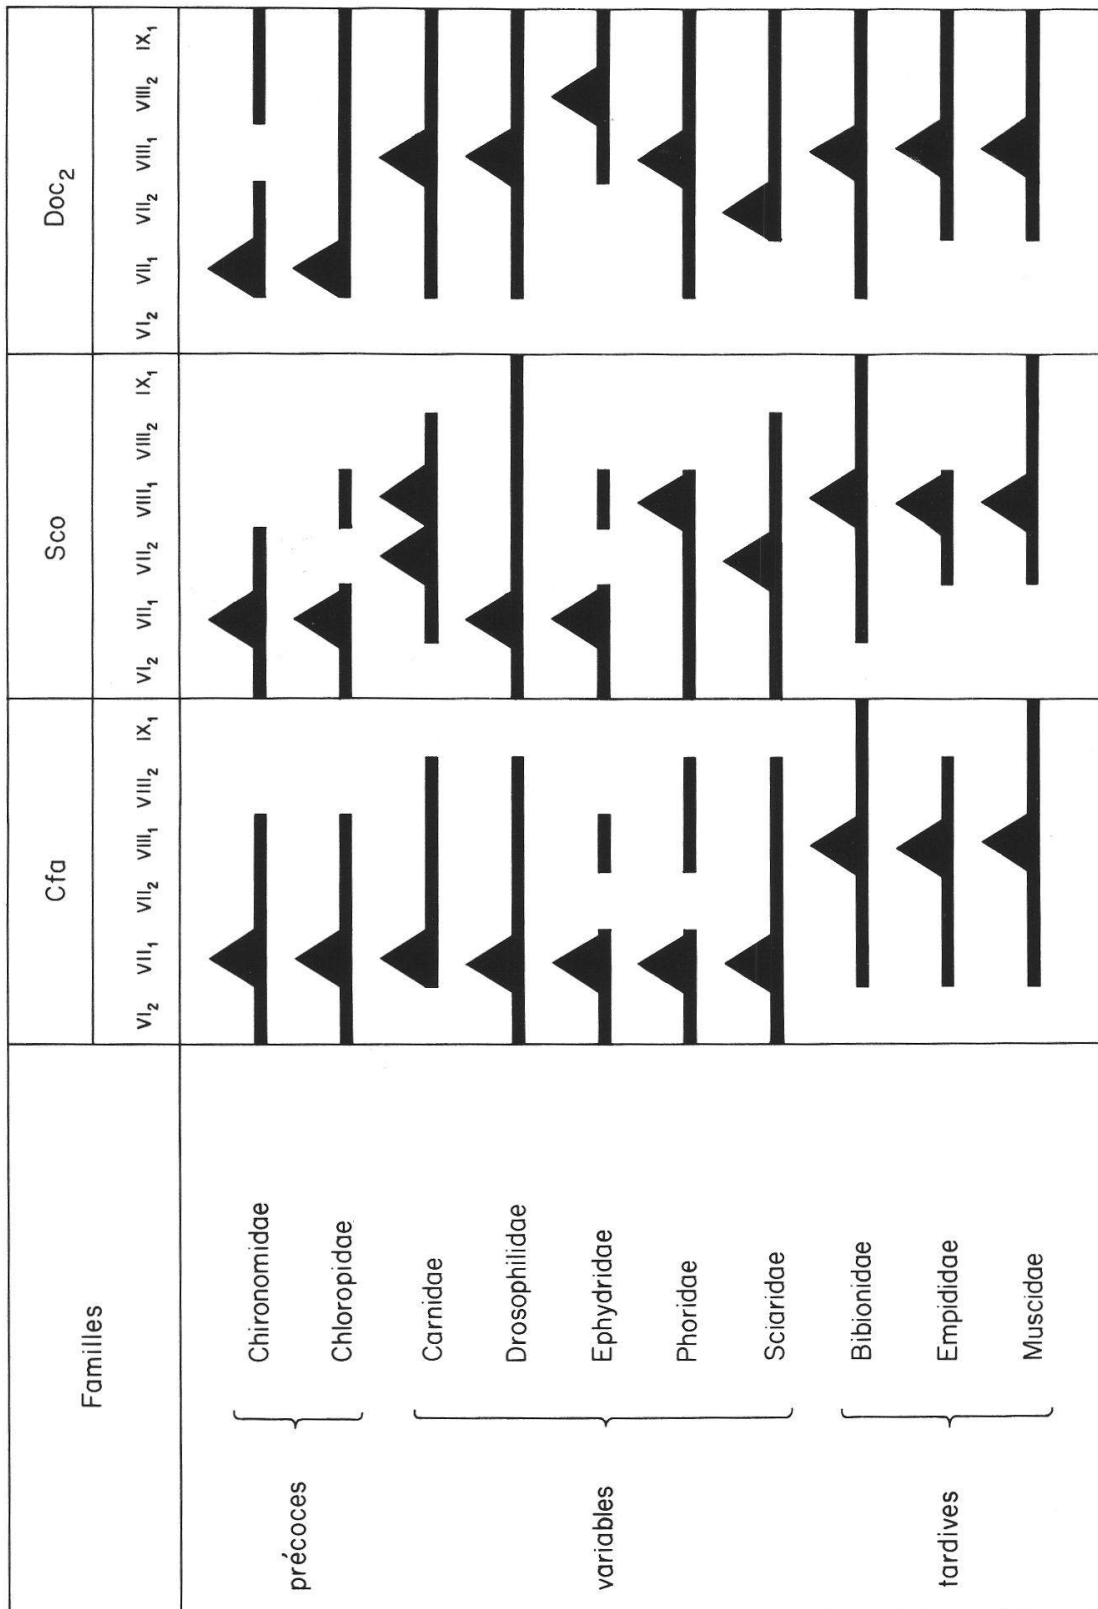 Familles Cfa Sco Doc₂
VI₂ VII₁ VII₂ VIII₁ VIII₂ IX₁ VI₂ VII₁ VII₂ VIII₁ VIII₂ IX₁ VI₂ VII₁ VII₂ VIII₁ VIII₂ IX₁
précoces
Chironomidae
Chloropidae
variables
Carnidae
Drosophilidae
Ephydridae
Phoridae
Sciaridae
tardives
Bibionidae
Empididae
Muscidae